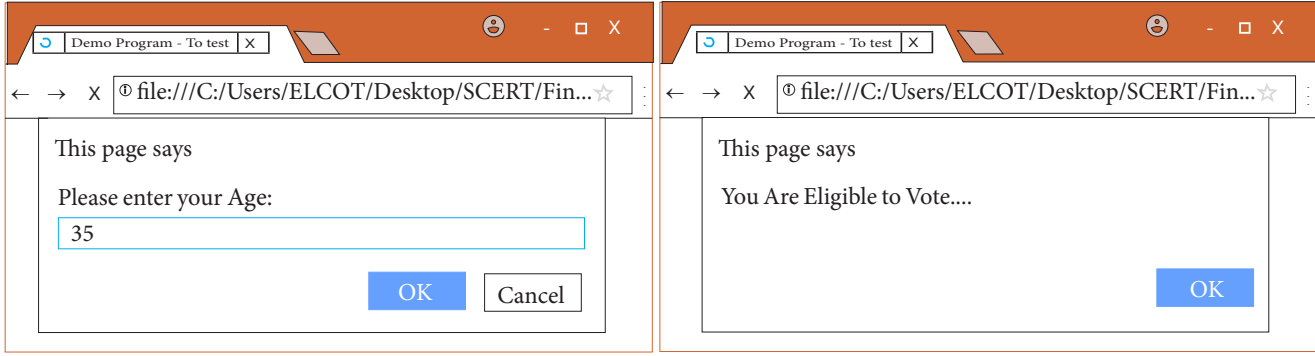 Demo Program - To test X
- X
← → X file:///C:/Users/ELCOT/Desktop/SCERT/Fin...
This page says
Please enter your Age:
35
OK Cancel
Demo Program - To test X
- X
← → X file:///C:/Users/ELCOT/Desktop/SCERT/Fin...
This page says
You Are Eligible to Vote....
OK